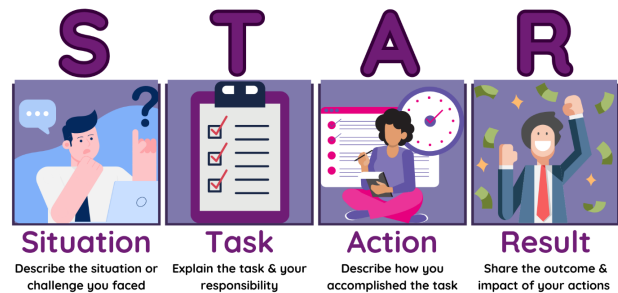 S T A R
?
Situation Task Action Result
Describe the situation or
challenge you faced
Explain the task & your
responsibility
Describe how you
accomplished the task
Share the outcome &
impact of your actions